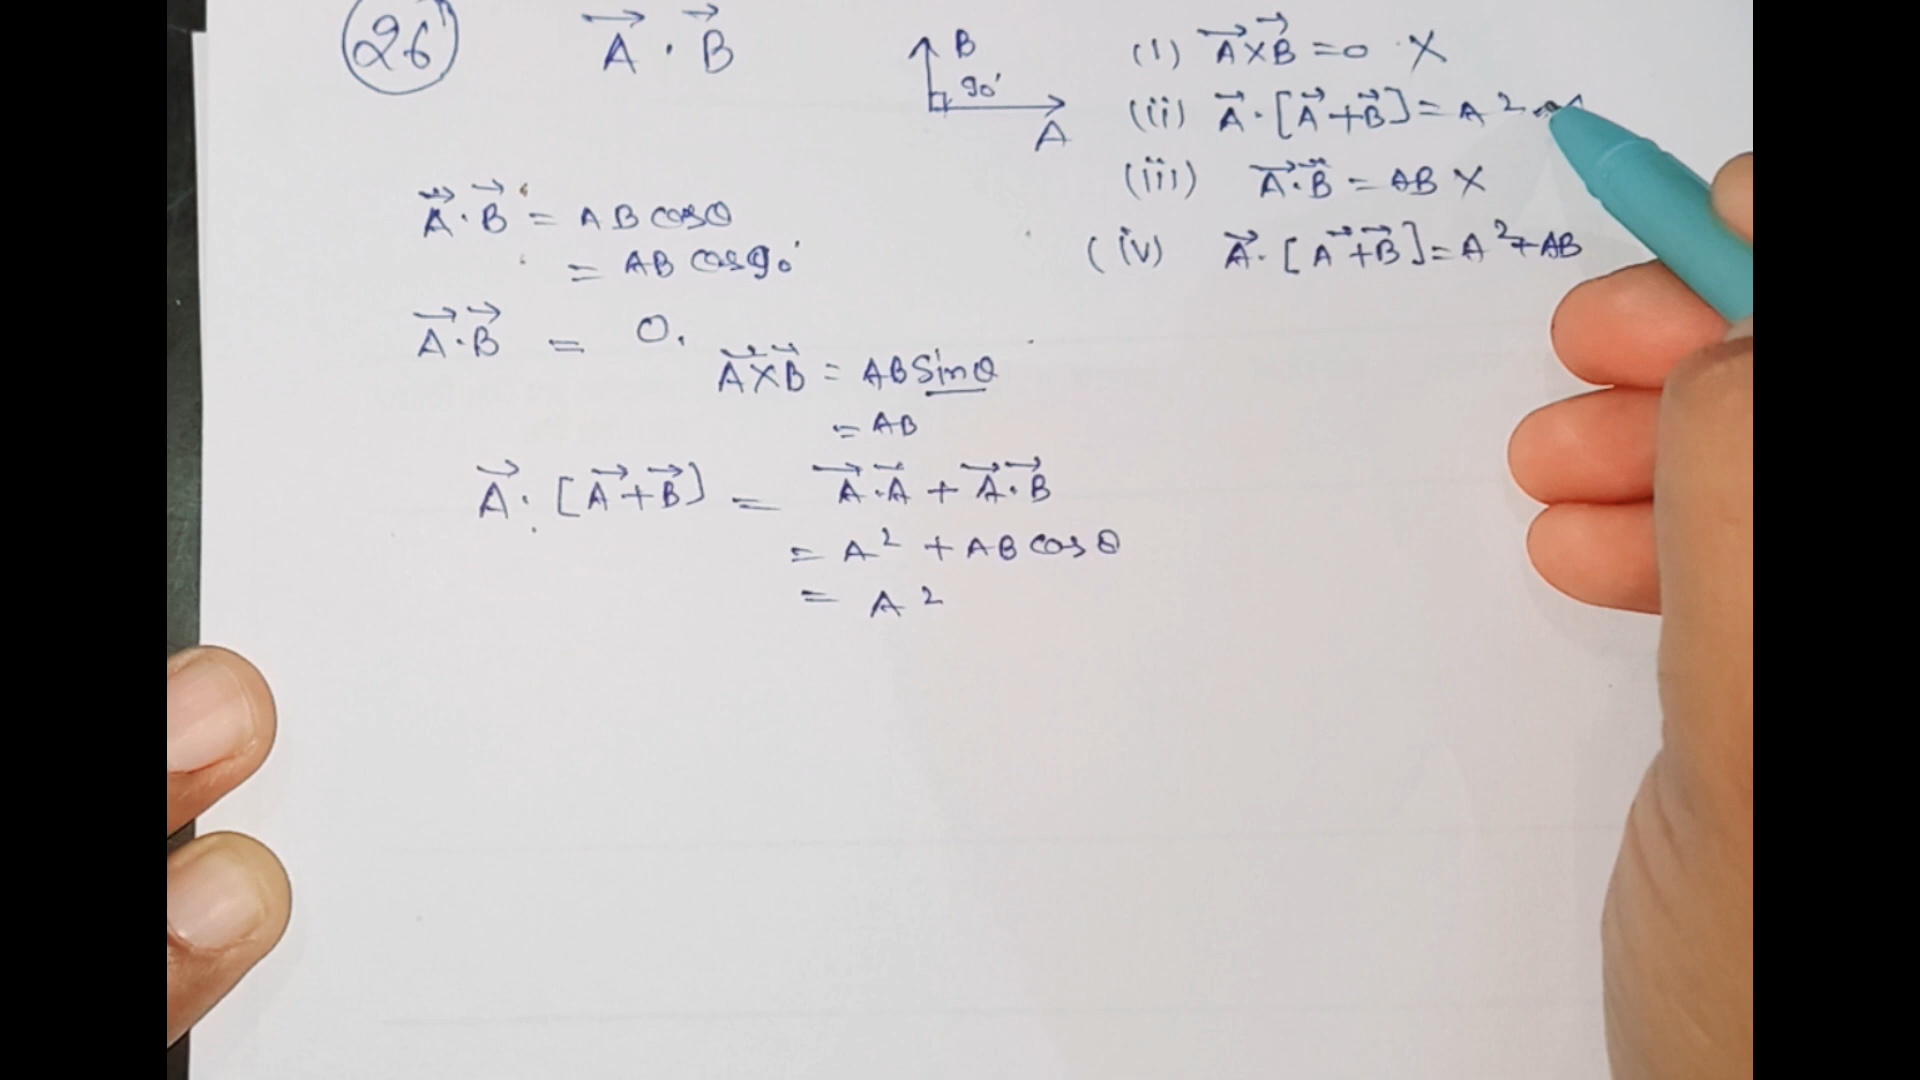 26
A⃗ · B⃗
B
90°
A⃗
(i) A⃗×B⃗ = 0 ×
(ii) A⃗ · [A⃗+B⃗] = A²
(iii) A⃗·B⃗ = AB ×
(iv) A⃗ · [A⃗+B⃗] = A²+AB
A⃗ · B⃗ = AB cosθ
= AB cos90°
A⃗·B⃗ = 0.
A⃗×B⃗ = AB sinθ
= AB
A⃗ · [A⃗+B⃗] = A⃗·A⃗ + A⃗·B⃗
= A² + AB cosθ
= A²